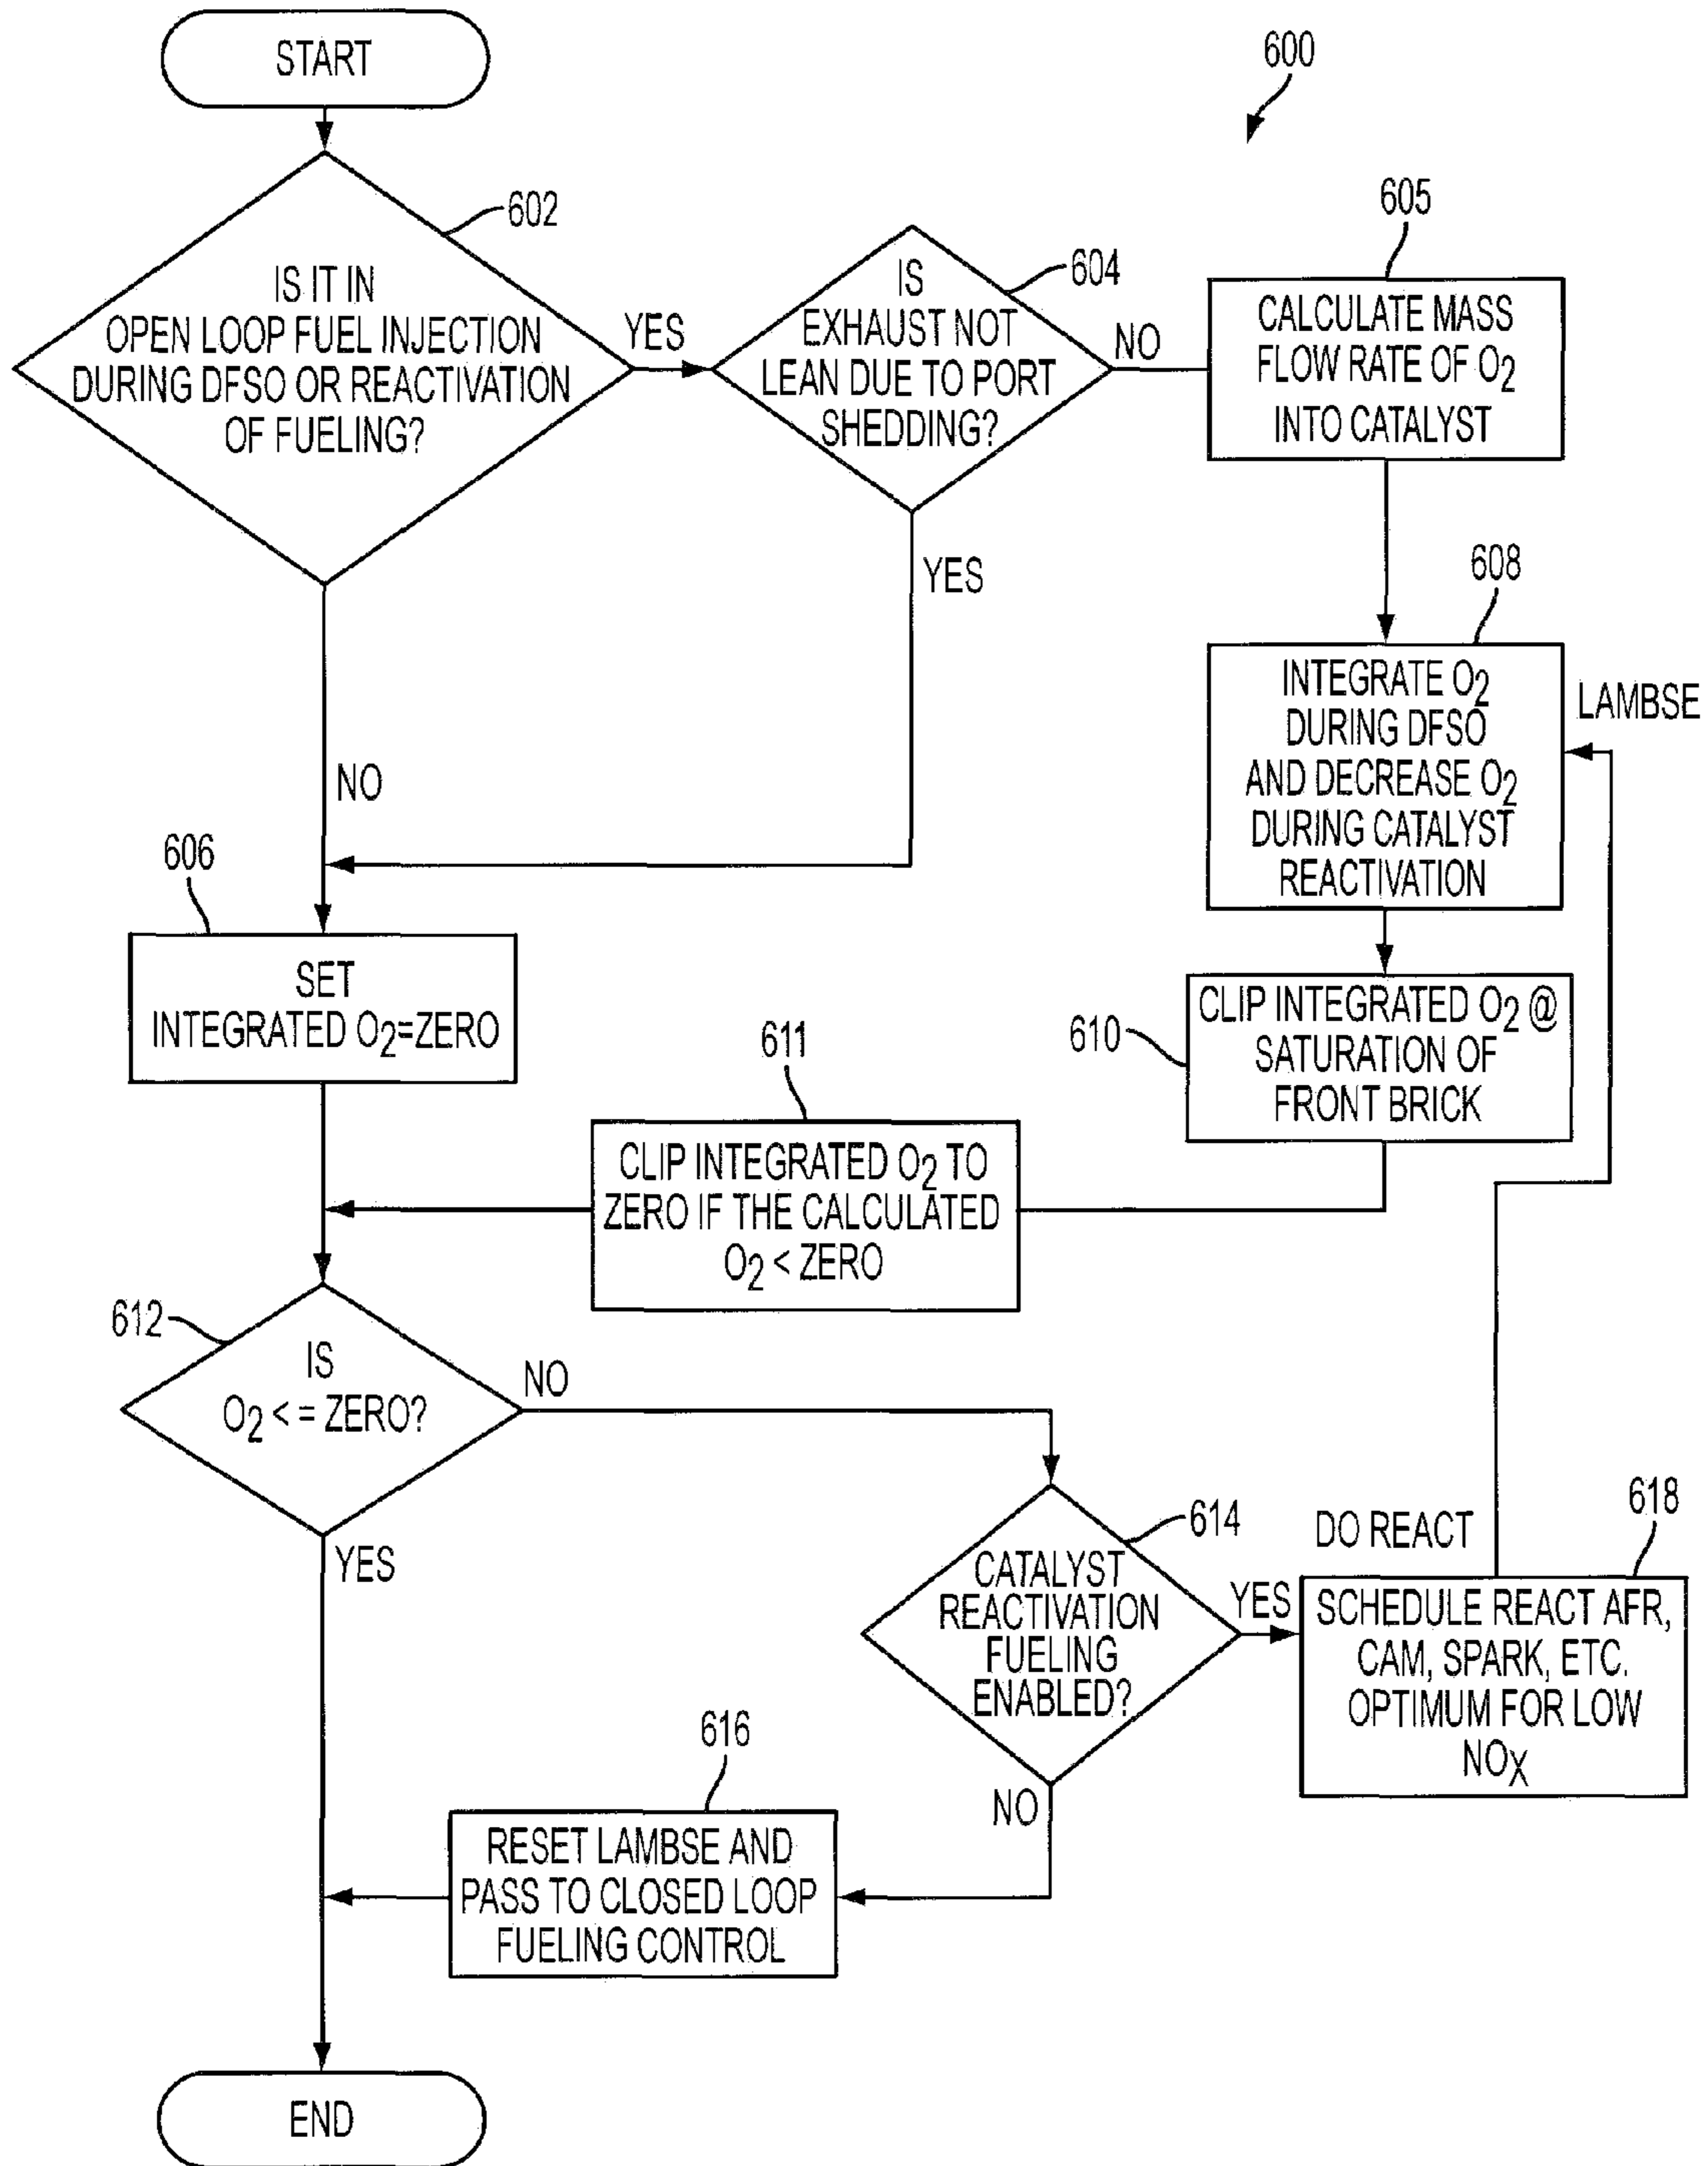 START
600
602
IS IT IN
OPEN LOOP FUEL INJECTION
DURING DFSO OR REACTIVATION
OF FUELING?
YES
NO
604
IS
EXHAUST NOT
LEAN DUE TO PORT
SHEDDING?
NO
YES
605
CALCULATE MASS
FLOW RATE OF O2
INTO CATALYST
608
INTEGRATE O2
DURING DFSO
AND DECREASE O2
DURING CATALYST
REACTIVATION
LAMBSE
606
SET
INTEGRATED O2=ZERO
610
CLIP INTEGRATED O2 @
SATURATION OF
FRONT BRICK
611
CLIP INTEGRATED O2 TO
ZERO IF THE CALCULATED
O2 < ZERO
612
IS
O2 < = ZERO?
NO
YES
614
CATALYST
REACTIVATION
FUELING
ENABLED?
YES
NO
DO REACT
618
SCHEDULE REACT AFR,
CAM, SPARK, ETC.
OPTIMUM FOR LOW
NOX
616
RESET LAMBSE AND
PASS TO CLOSED LOOP
FUELING CONTROL
END